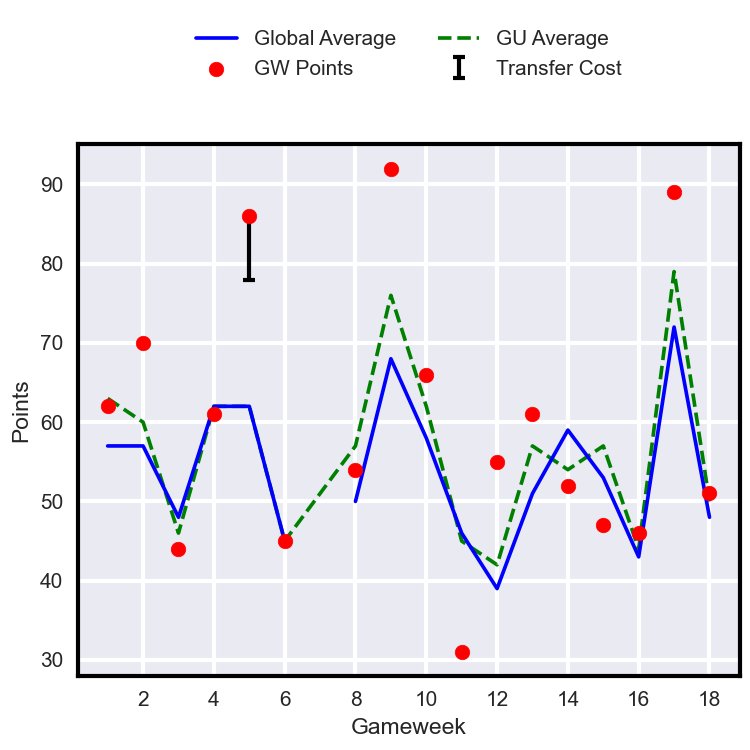 Global Average
GU Average
GW Points
Transfer Cost
90
80
70
60
50
40
30
Points
2 4 6 8 10 12 14 16 18
Gameweek